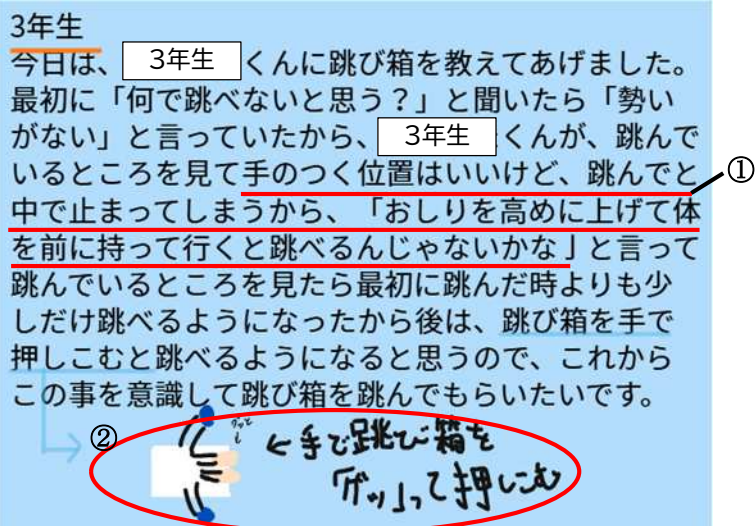 3年生
今日は、 3年生 くんに跳び箱を教えてあげました。
最初に「何で跳べないと思う？」と聞いたら「勢い
がない」と言っていたから、 3年生 くんが、跳んで
いるところを見て手のつく位置はいいけど、跳んでと
①
中で止まってしまうから、「おしりを高めに上げて体
を前に持って行くと跳べるんじゃないかな」と言って
跳んでいるところを見たら最初に跳んだ時よりも少
しだけ跳べるようになったから後は、跳び箱を手で
押しこむと跳べるようになると思うので、これから
この事を意識して跳び箱を跳んでもらいたいです。
②
←手で跳び箱を
「グッ」って押しこむ